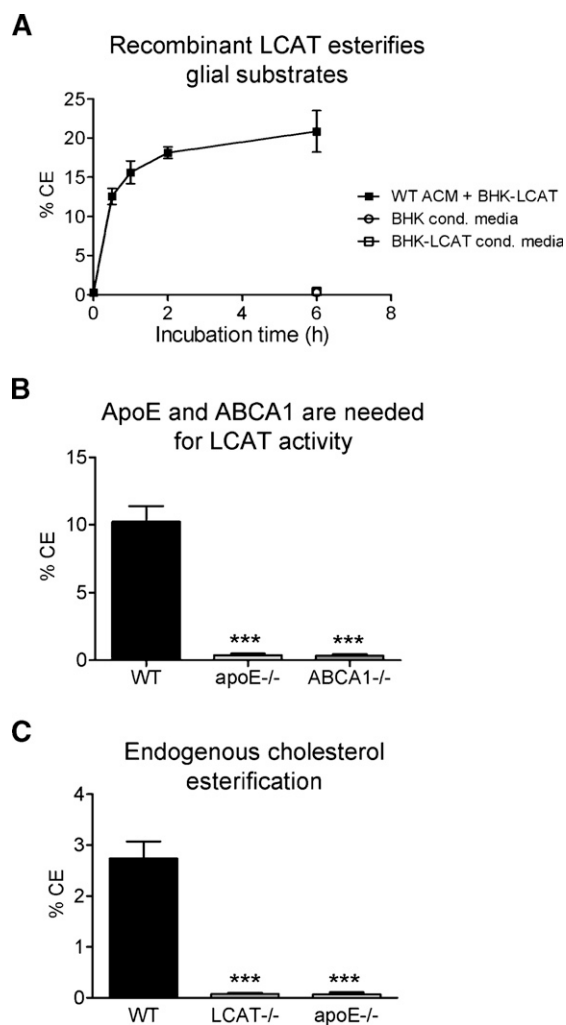 A
Recombinant LCAT esterifies
glial substrates
25
20
15
10
5
0
% CE
0 2 4 6 8
Incubation time (h)
WT ACM + BHK-LCAT
BHK cond. media
BHK-LCAT cond. media
B
ApoE and ABCA1 are needed
for LCAT activity
15
10
5
0
% CE
*** ***
WT apoE-/- ABCA1-/-
C
Endogenous cholesterol
esterification
4
3
2
1
0
% CE
*** ***
WT LCAT-/- apoE-/-